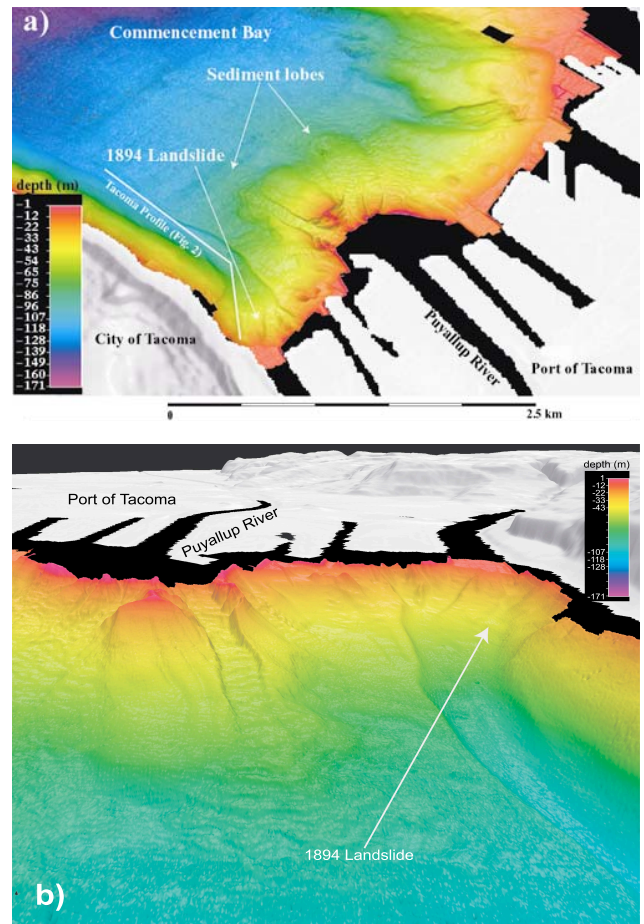 a)
Commencement Bay
Sediment lobes
1894 Landslide
depth (m)
-1
-12
-22
-33
-43
-54
-65
-75
-86
-96
-107
-118
-128
-139
-149
-160
-171
Tacoma Profile (Fig. 2)
City of Tacoma
Puyallup River
Port of Tacoma
0
2.5 km
depth (m)
1
-12
-22
-33
-43
-107
-118
-128
-171
Port of Tacoma
Puyallup River
1894 Landslide
b)